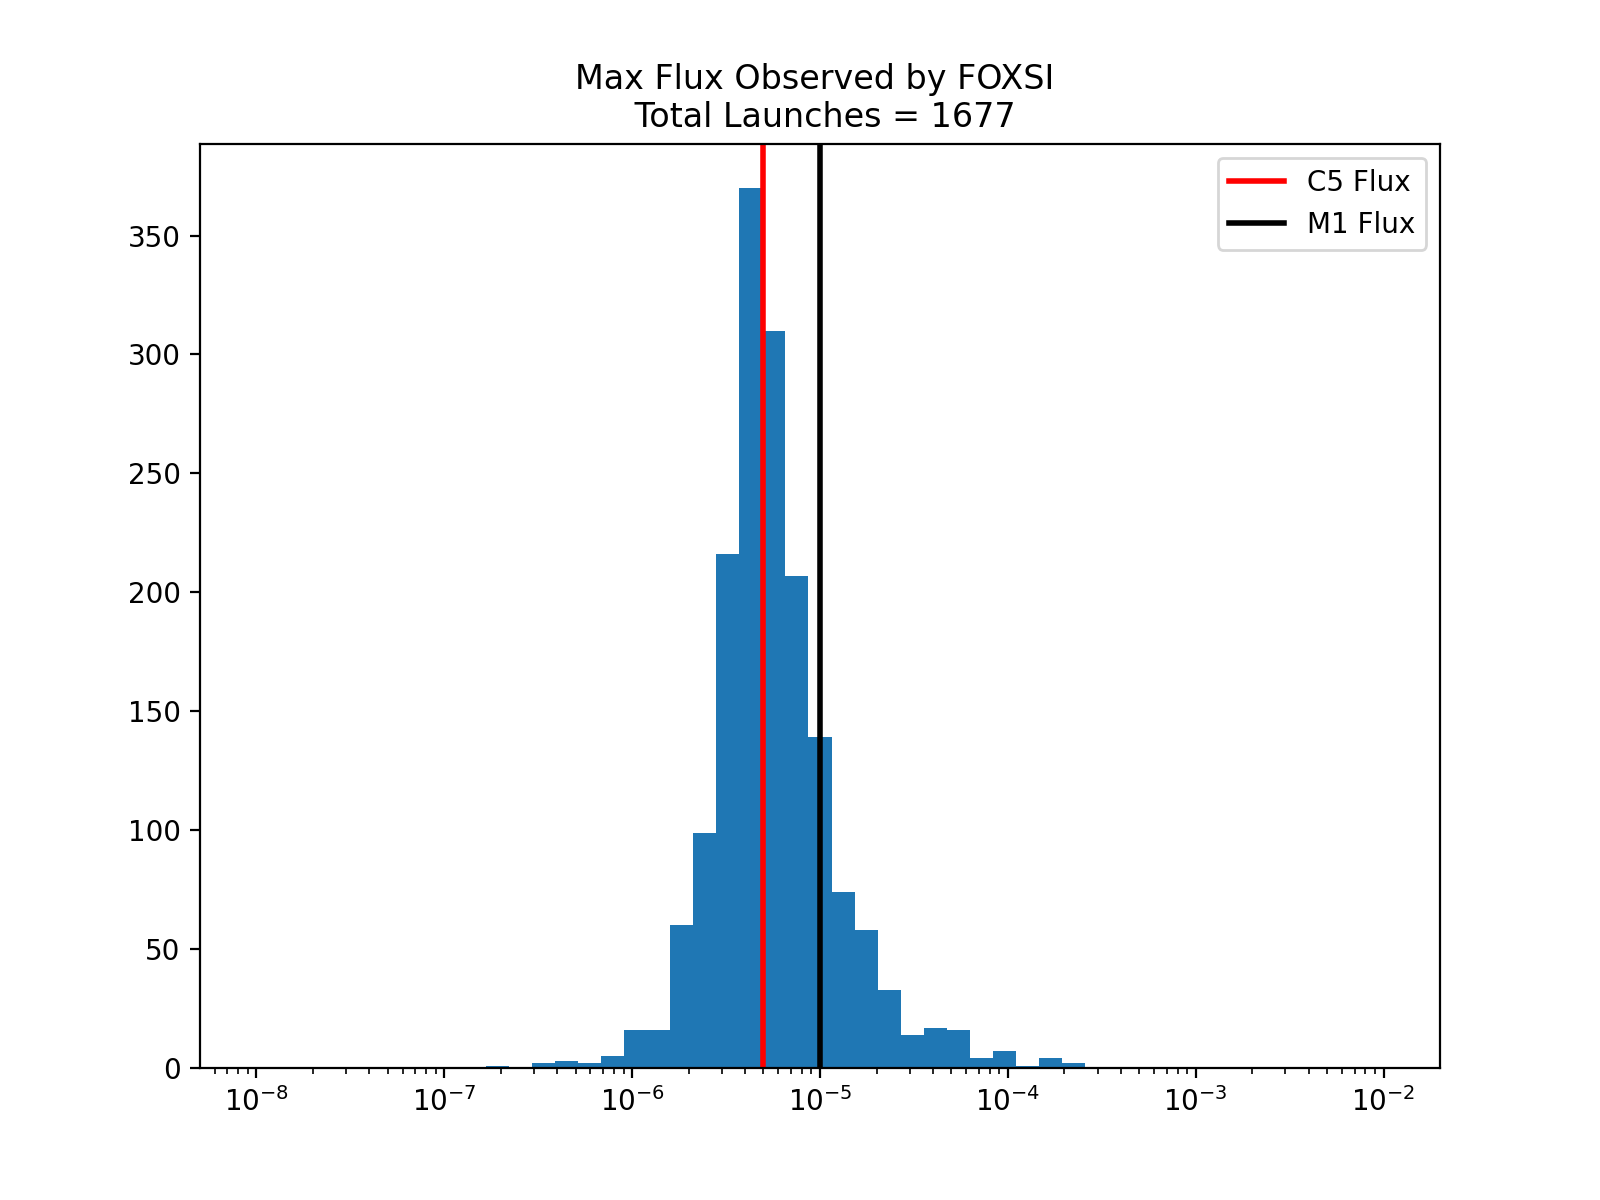 Max Flux Observed by FOXSI
Total Launches = 1677
C5 Flux
M1 Flux
350
300
250
200
150
100
50
0
10⁻⁸ 10⁻⁷ 10⁻⁶ 10⁻⁵ 10⁻⁴ 10⁻³ 10⁻²